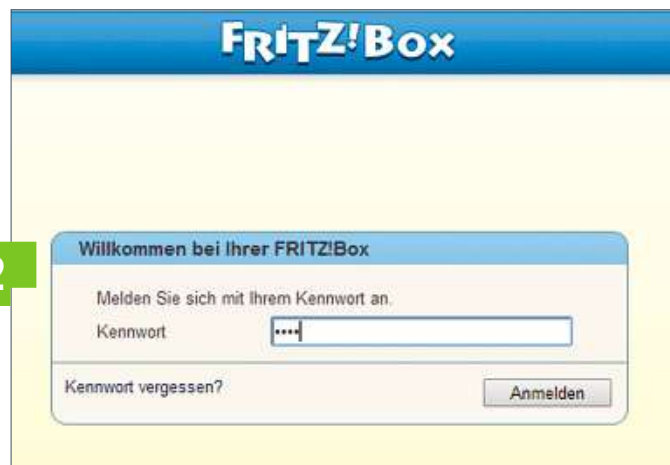 FRITZ!Box
Willkommen bei Ihrer FRITZ!Box
Melden Sie sich mit Ihrem Kennwort an.
Kennwort ••••
Kennwort vergessen? Anmelden